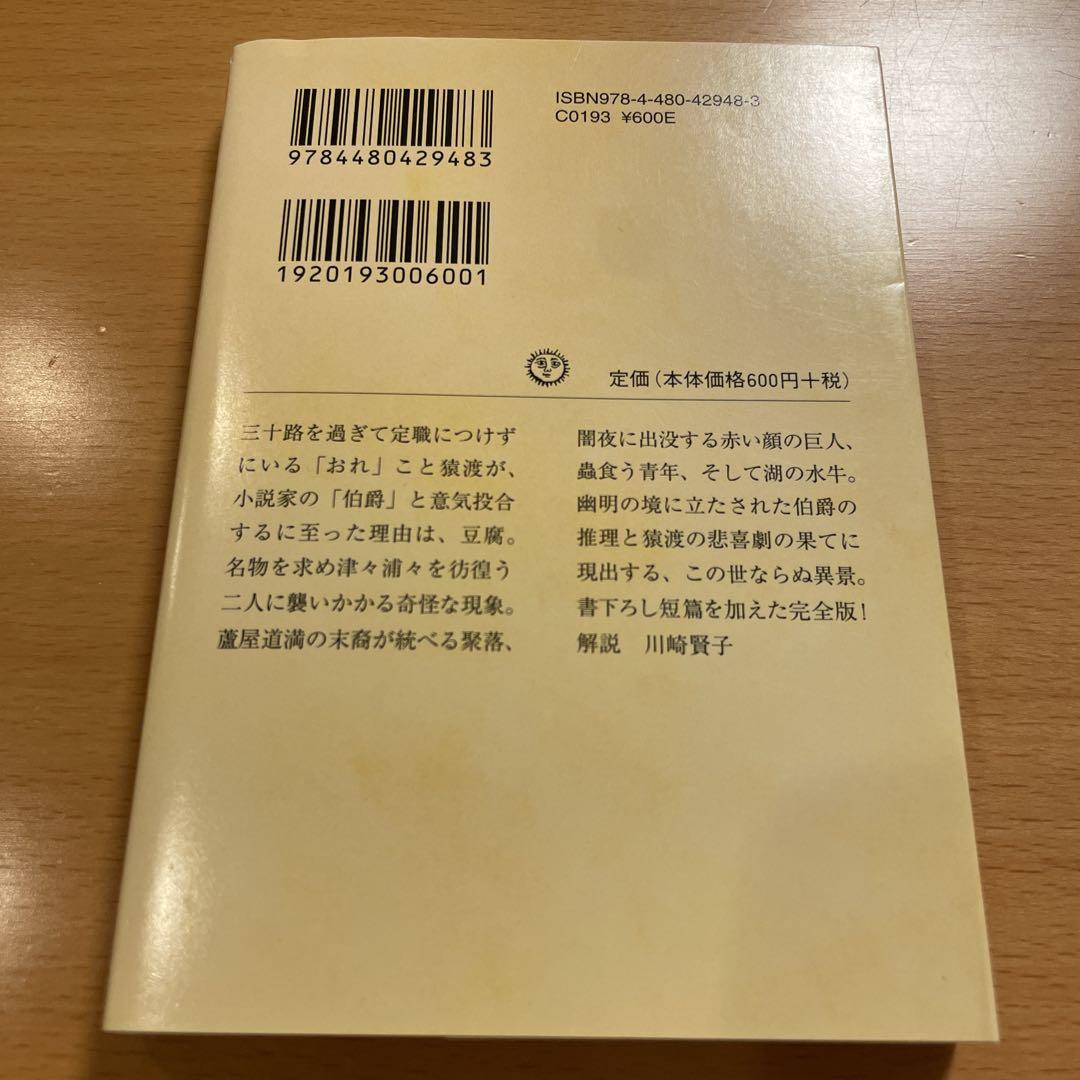 ISBN978-4-480-42948-3
C0193 ¥600E
9784480429483
1920193006001
定価(本体価格600円+税)
三十路を過ぎて定職につけず
にいる「おれ」こと猿渡が、
小説家の「伯爵」と意気投合
するに至った理由は、豆腐。
名物を求め津々浦々を彷徨う
二人に襲いかかる奇怪な現象。
蘆屋道満の末裔が統べる聚落、
闇夜に出没する赤い顔の巨人、
蟲食う青年、そして湖の水牛。
幽明の境に立たされた伯爵の
推理と猿渡の悲喜劇の果てに
現出する、この世ならぬ異景。
書下ろし短篇を加えた完全版!
解説 川崎賢子